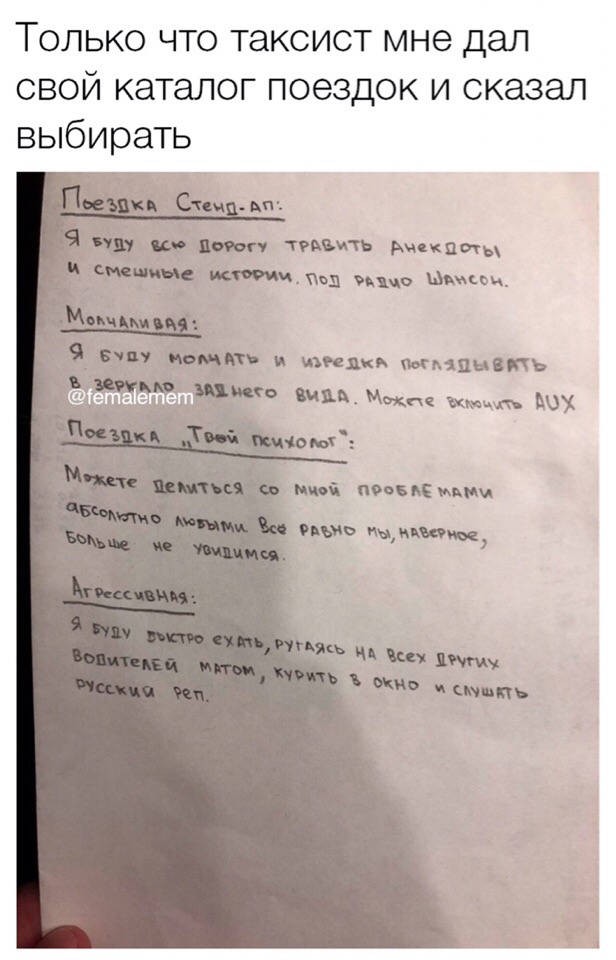 Только что таксист мне дал
свой каталог поездок и сказал
выбирать
Поездка Стенд-ап:
Я буду всю дорогу травить анекдоты
и смешные истории. Под радио Шансон.
Молчаливая:
Я буду молчать и изредка поглядывать
в зеркало заднего вида. Можете включить AUX
@femalemem
Поездка „Твой психолог":
Можете делиться со мной проблемами
абсолютно любыми. Всё равно мы, наверное,
больше не увидимся.
Агрессивная:
Я буду быстро ехать, ругаясь на всех других
водителей матом, курить в окно и слушать
русский реп.